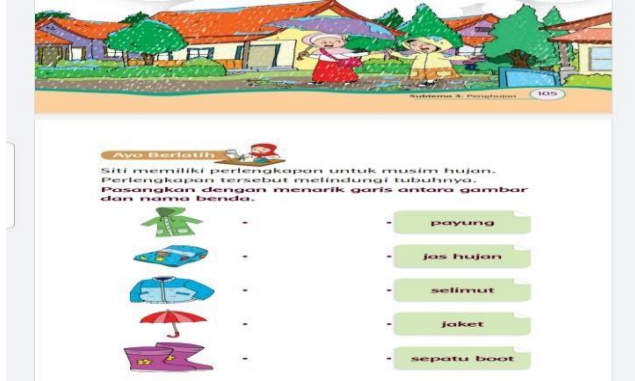 Subtema 3: Penghujan 105
Ayo Berlatih
Siti memiliki perlengkapan untuk musim hujan.
Perlengkapan tersebut melindungi tubuhnya.
Pasangkan dengan menarik garis antara gambar
dan nama benda.
payung
jas hujan
selimut
jaket
sepatu boot